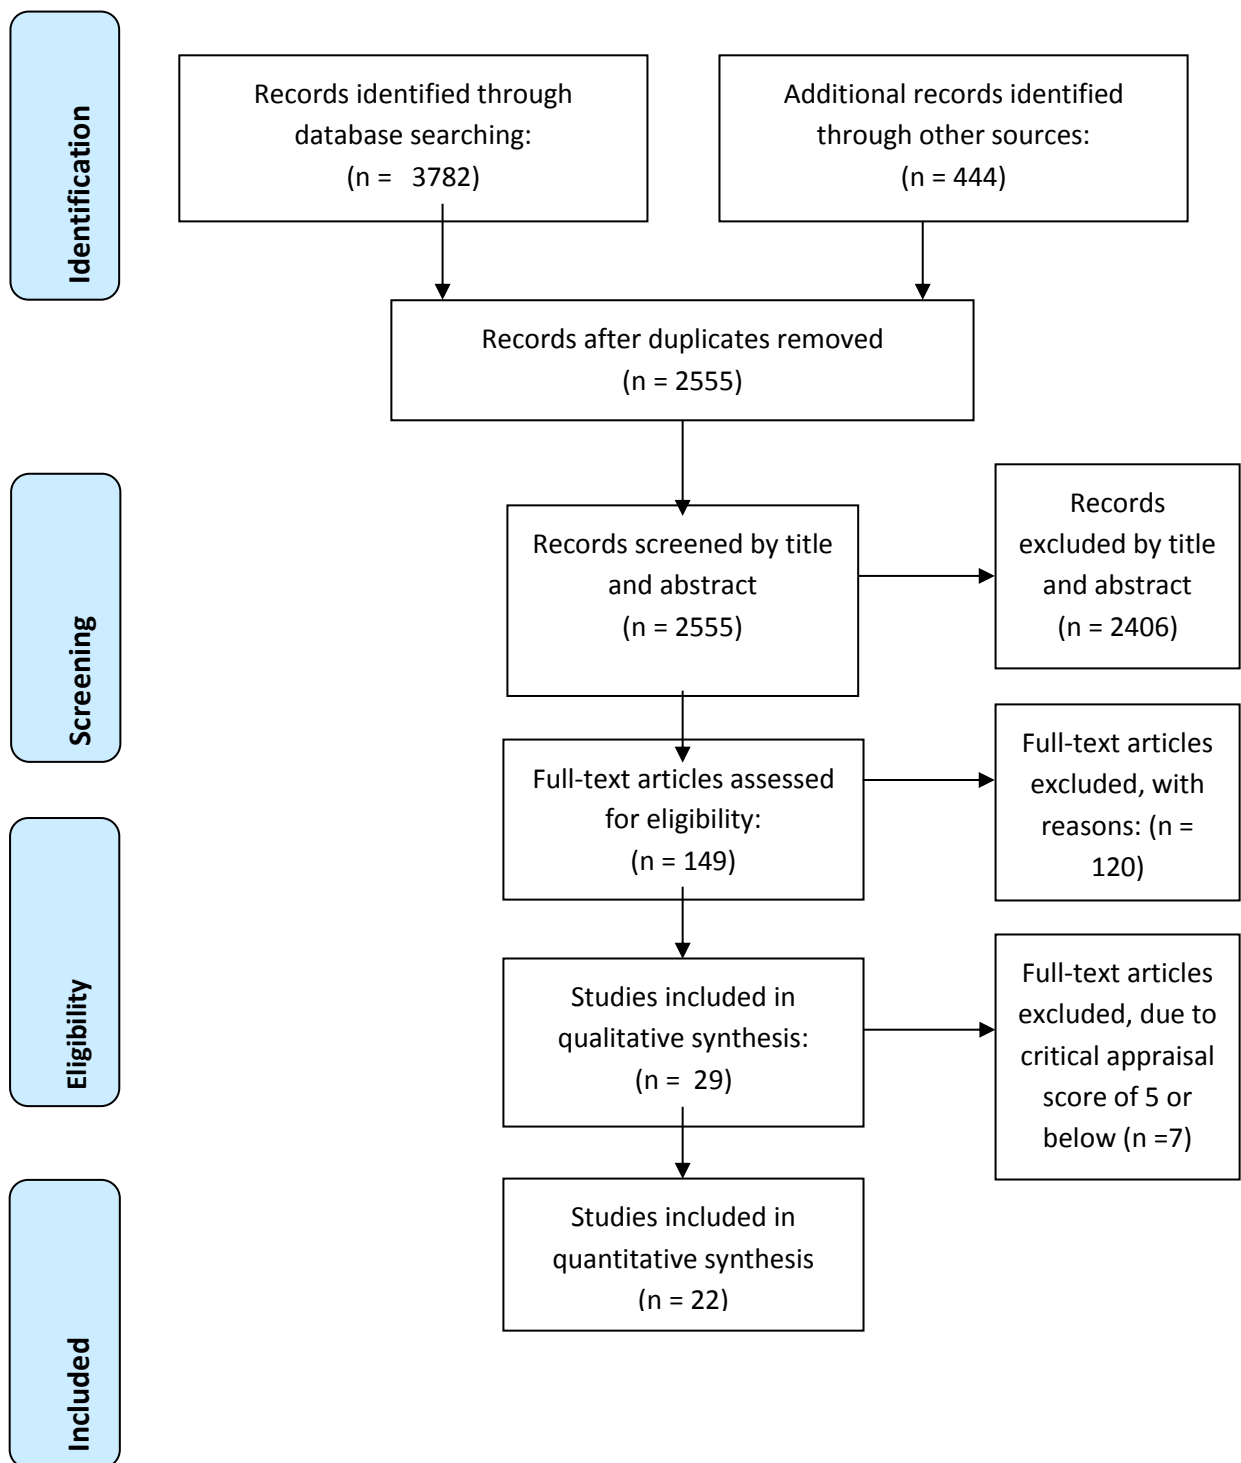 Identification
Records identified through
database searching:
(n =   3782)
Additional records identified
through other sources:
(n = 444)
Records after duplicates removed
(n = 2555)
Screening
Records screened by title
and abstract
(n = 2555)
Records
excluded by title
and abstract
(n = 2406)
Full-text articles assessed
for eligibility:
(n = 149)
Full-text articles
excluded, with
reasons: (n =
120)
Eligibility
Studies included in
qualitative synthesis:
(n =  29)
Full-text articles
excluded, due to
critical appraisal
score of 5 or
below (n =7)
Included
Studies included in
quantitative synthesis
(n = 22)